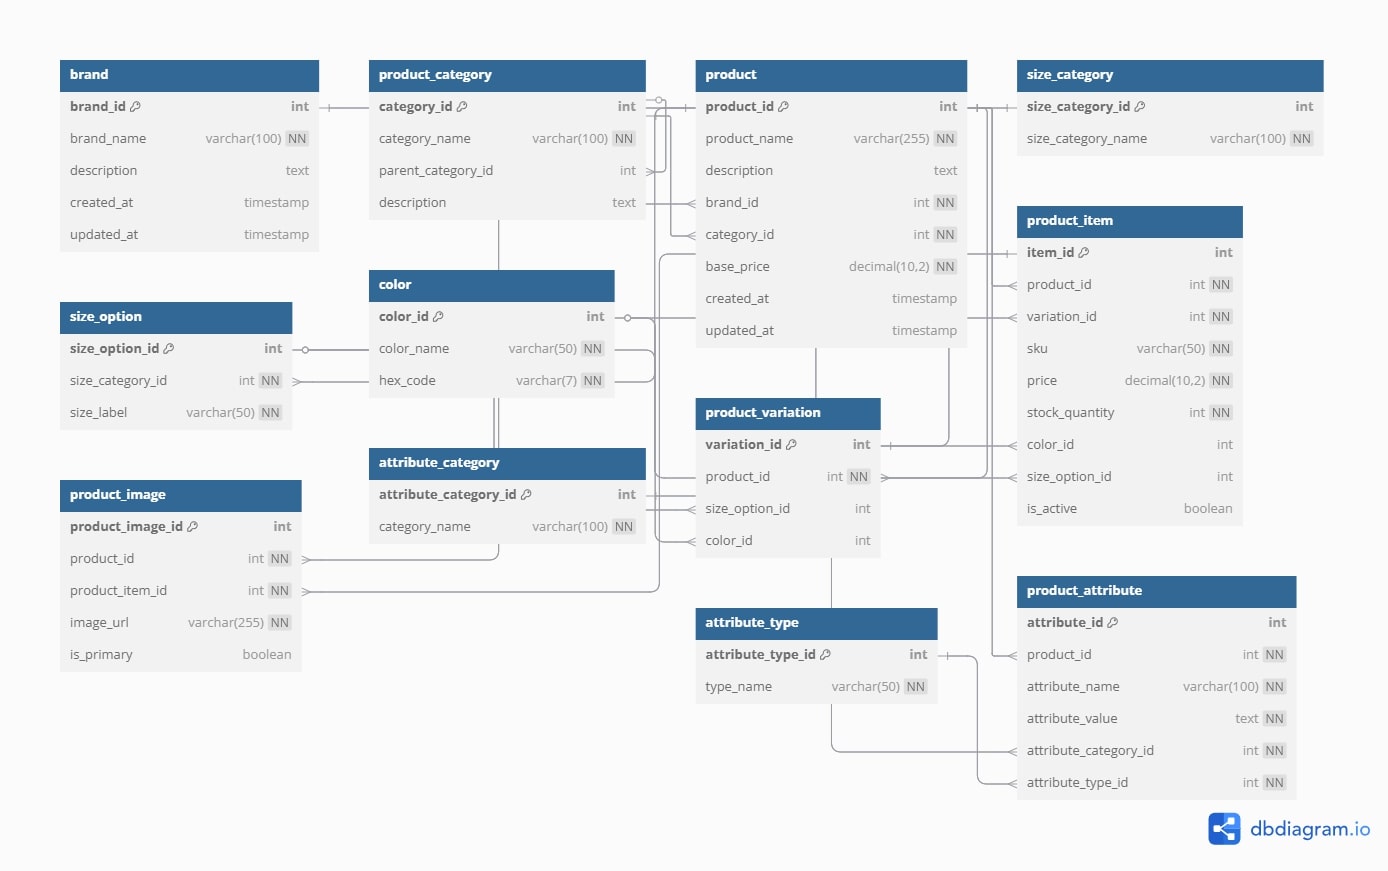 brand
brand_id int
brand_name varchar(100) NN
description text
created_at timestamp
updated_at timestamp
product_category
category_id int
category_name varchar(100) NN
parent_category_id int
description text
product
product_id int
product_name varchar(255) NN
description text
brand_id int NN
category_id int NN
base_price decimal(10,2) NN
created_at timestamp
updated_at timestamp
size_category
size_category_id int
size_category_name varchar(100) NN
product_item
item_id int
product_id int NN
variation_id int NN
sku varchar(50) NN
price decimal(10,2) NN
stock_quantity int NN
color_id int
size_option_id int
is_active boolean
size_option
size_option_id int
size_category_id int NN
size_label varchar(50) NN
color
color_id int
color_name varchar(50) NN
hex_code varchar(7) NN
product_variation
variation_id int
product_id int NN
size_option_id int
color_id int
attribute_category
attribute_category_id int
category_name varchar(100) NN
product_image
product_image_id int
product_id int NN
product_item_id int NN
image_url varchar(255) NN
is_primary boolean
attribute_type
attribute_type_id int
type_name varchar(50) NN
product_attribute
attribute_id int
product_id int NN
attribute_name varchar(100) NN
attribute_value text NN
attribute_category_id int NN
attribute_type_id int NN
dbdiagram.io